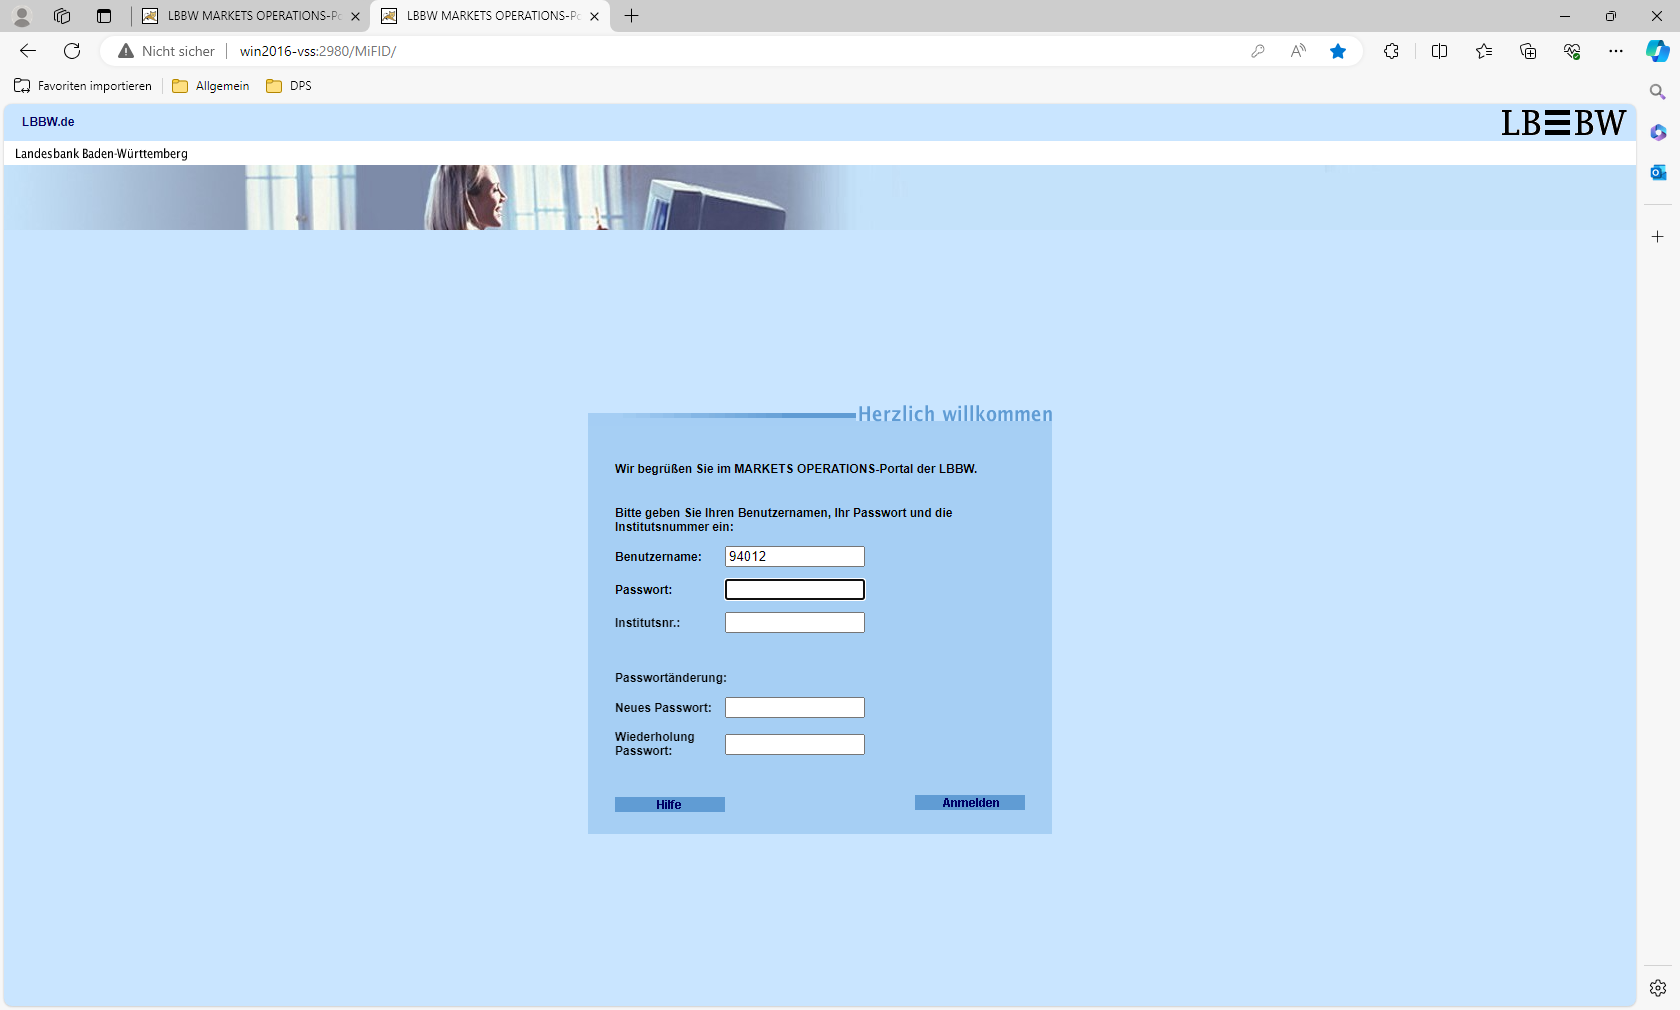 LBBW MARKETS OPERATIONS-Po
LBBW MARKETS OPERATIONS-Po
Nicht sicher
win2016-vss:2980/MiFID/
Favoriten importieren
Allgemein
DPS
LBBW.de
LB≡BW
Landesbank Baden-Württemberg
Herzlich willkommen
Wir begrüßen Sie im MARKETS OPERATIONS-Portal der LBBW.
Bitte geben Sie Ihren Benutzernamen, Ihr Passwort und die
Institutsnummer ein:
Benutzername: 94012
Passwort:
Institutsnr.:
Passwortänderung:
Neues Passwort:
Wiederholung
Passwort:
Hilfe
Anmelden